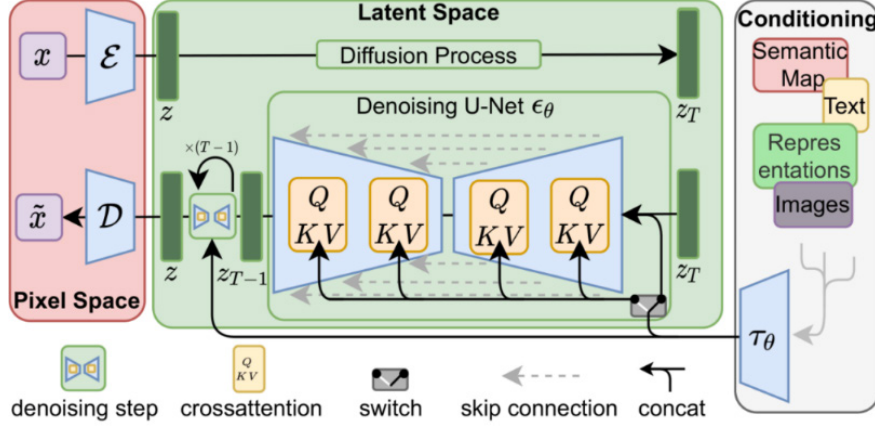 Latent Space
Conditioning
x
ℰ
Diffusion Process
z
z_T
Semantic
Map
Text
Repres
entations
Images
Denoising U-Net ϵ_θ
×(T−1)
x̃
𝒟
Q
KV
Q
KV
Q
KV
Q
KV
z
z_{T−1}
z_T
Pixel Space
τ_θ
Q
KV
denoising step
crossattention
switch
skip connection
concat